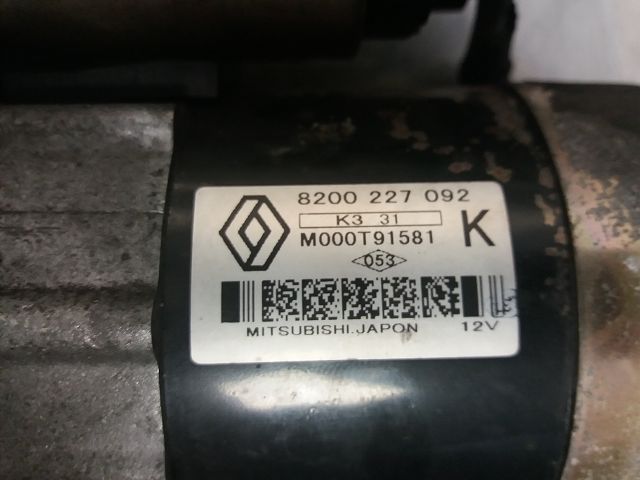 8200 227 092
K3 31
M000T91581 K
053
MITSUBISHI.JAPON 12V